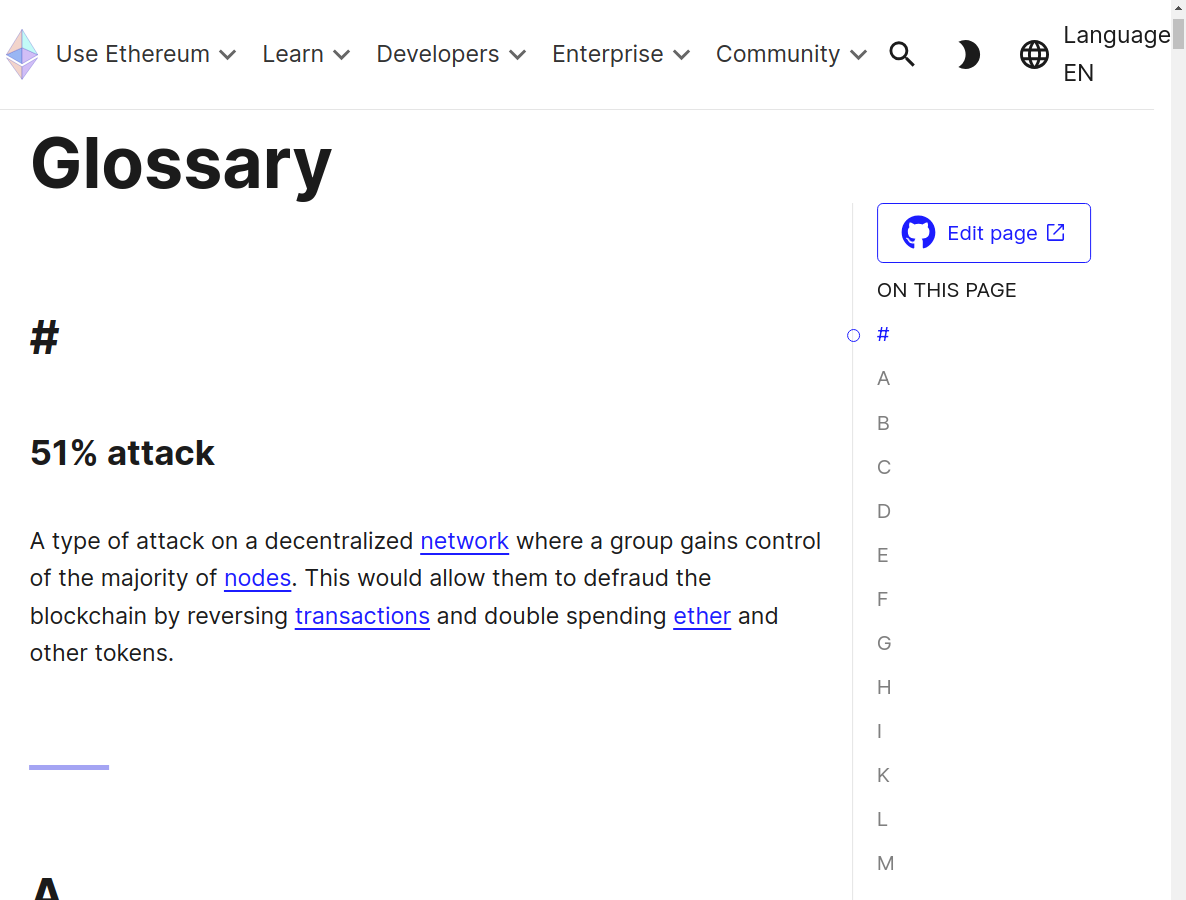 Use Ethereum Learn Developers Enterprise Community Language EN
Glossary
Edit page
ON THIS PAGE
#
A
B
C
D
E
F
G
H
I
K
L
M
#
51% attack
A type of attack on a decentralized network where a group gains control
of the majority of nodes. This would allow them to defraud the
blockchain by reversing transactions and double spending ether and
other tokens.
A